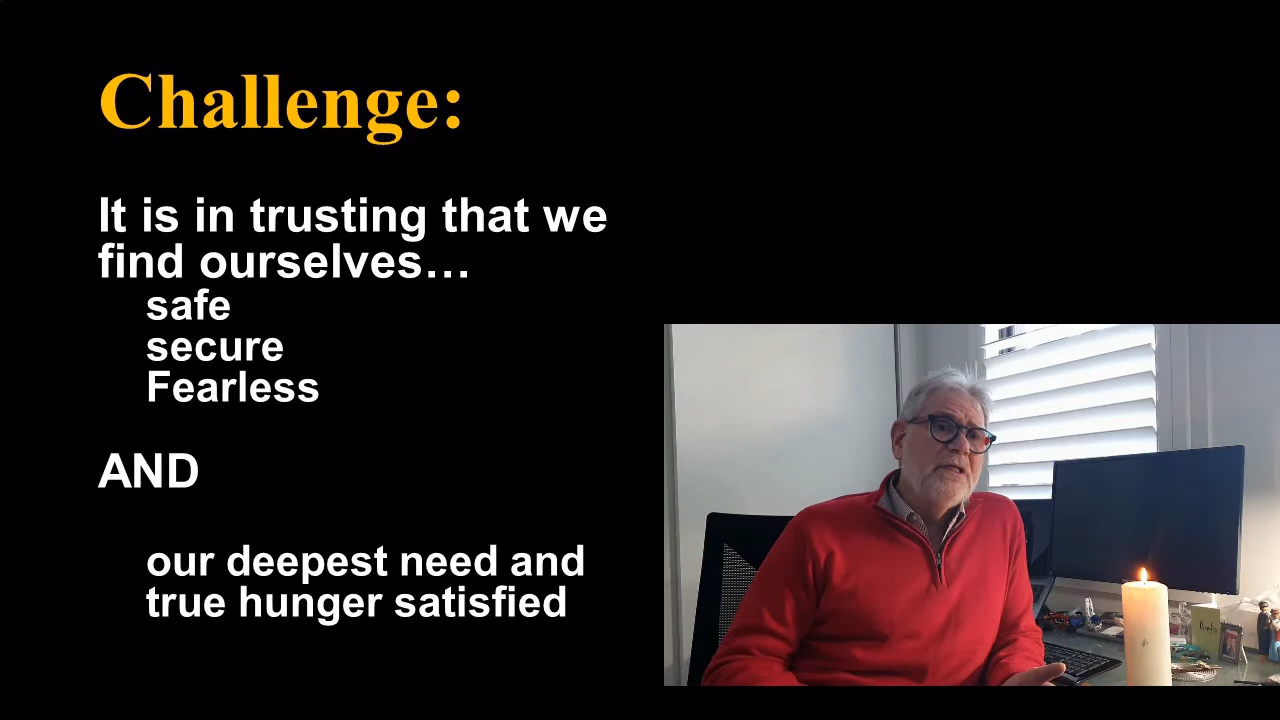 Challenge:
It is in trusting that we
find ourselves…
safe
secure
Fearless
AND
our deepest need and
true hunger satisfied